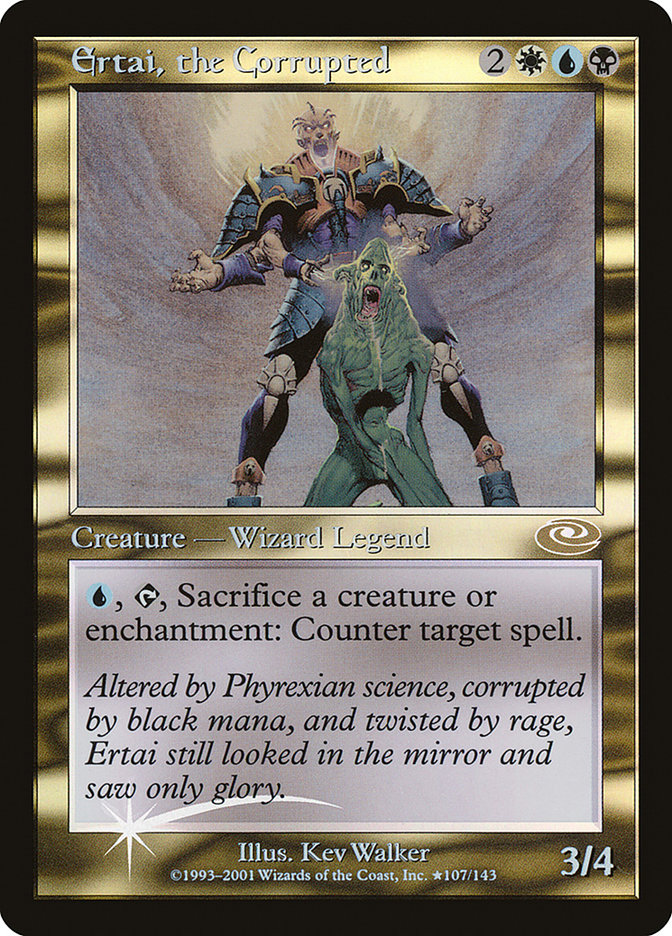 Ertai, the Corrupted 2
Creature — Wizard Legend
, , Sacrifice a creature or
enchantment: Counter target spell.
Altered by Phyrexian science, corrupted
by black mana, and twisted by rage,
Ertai still looked in the mirror and
saw only glory.
Illus. Kev Walker
©1993–2001 Wizards of the Coast, Inc. ★107/143
3/4